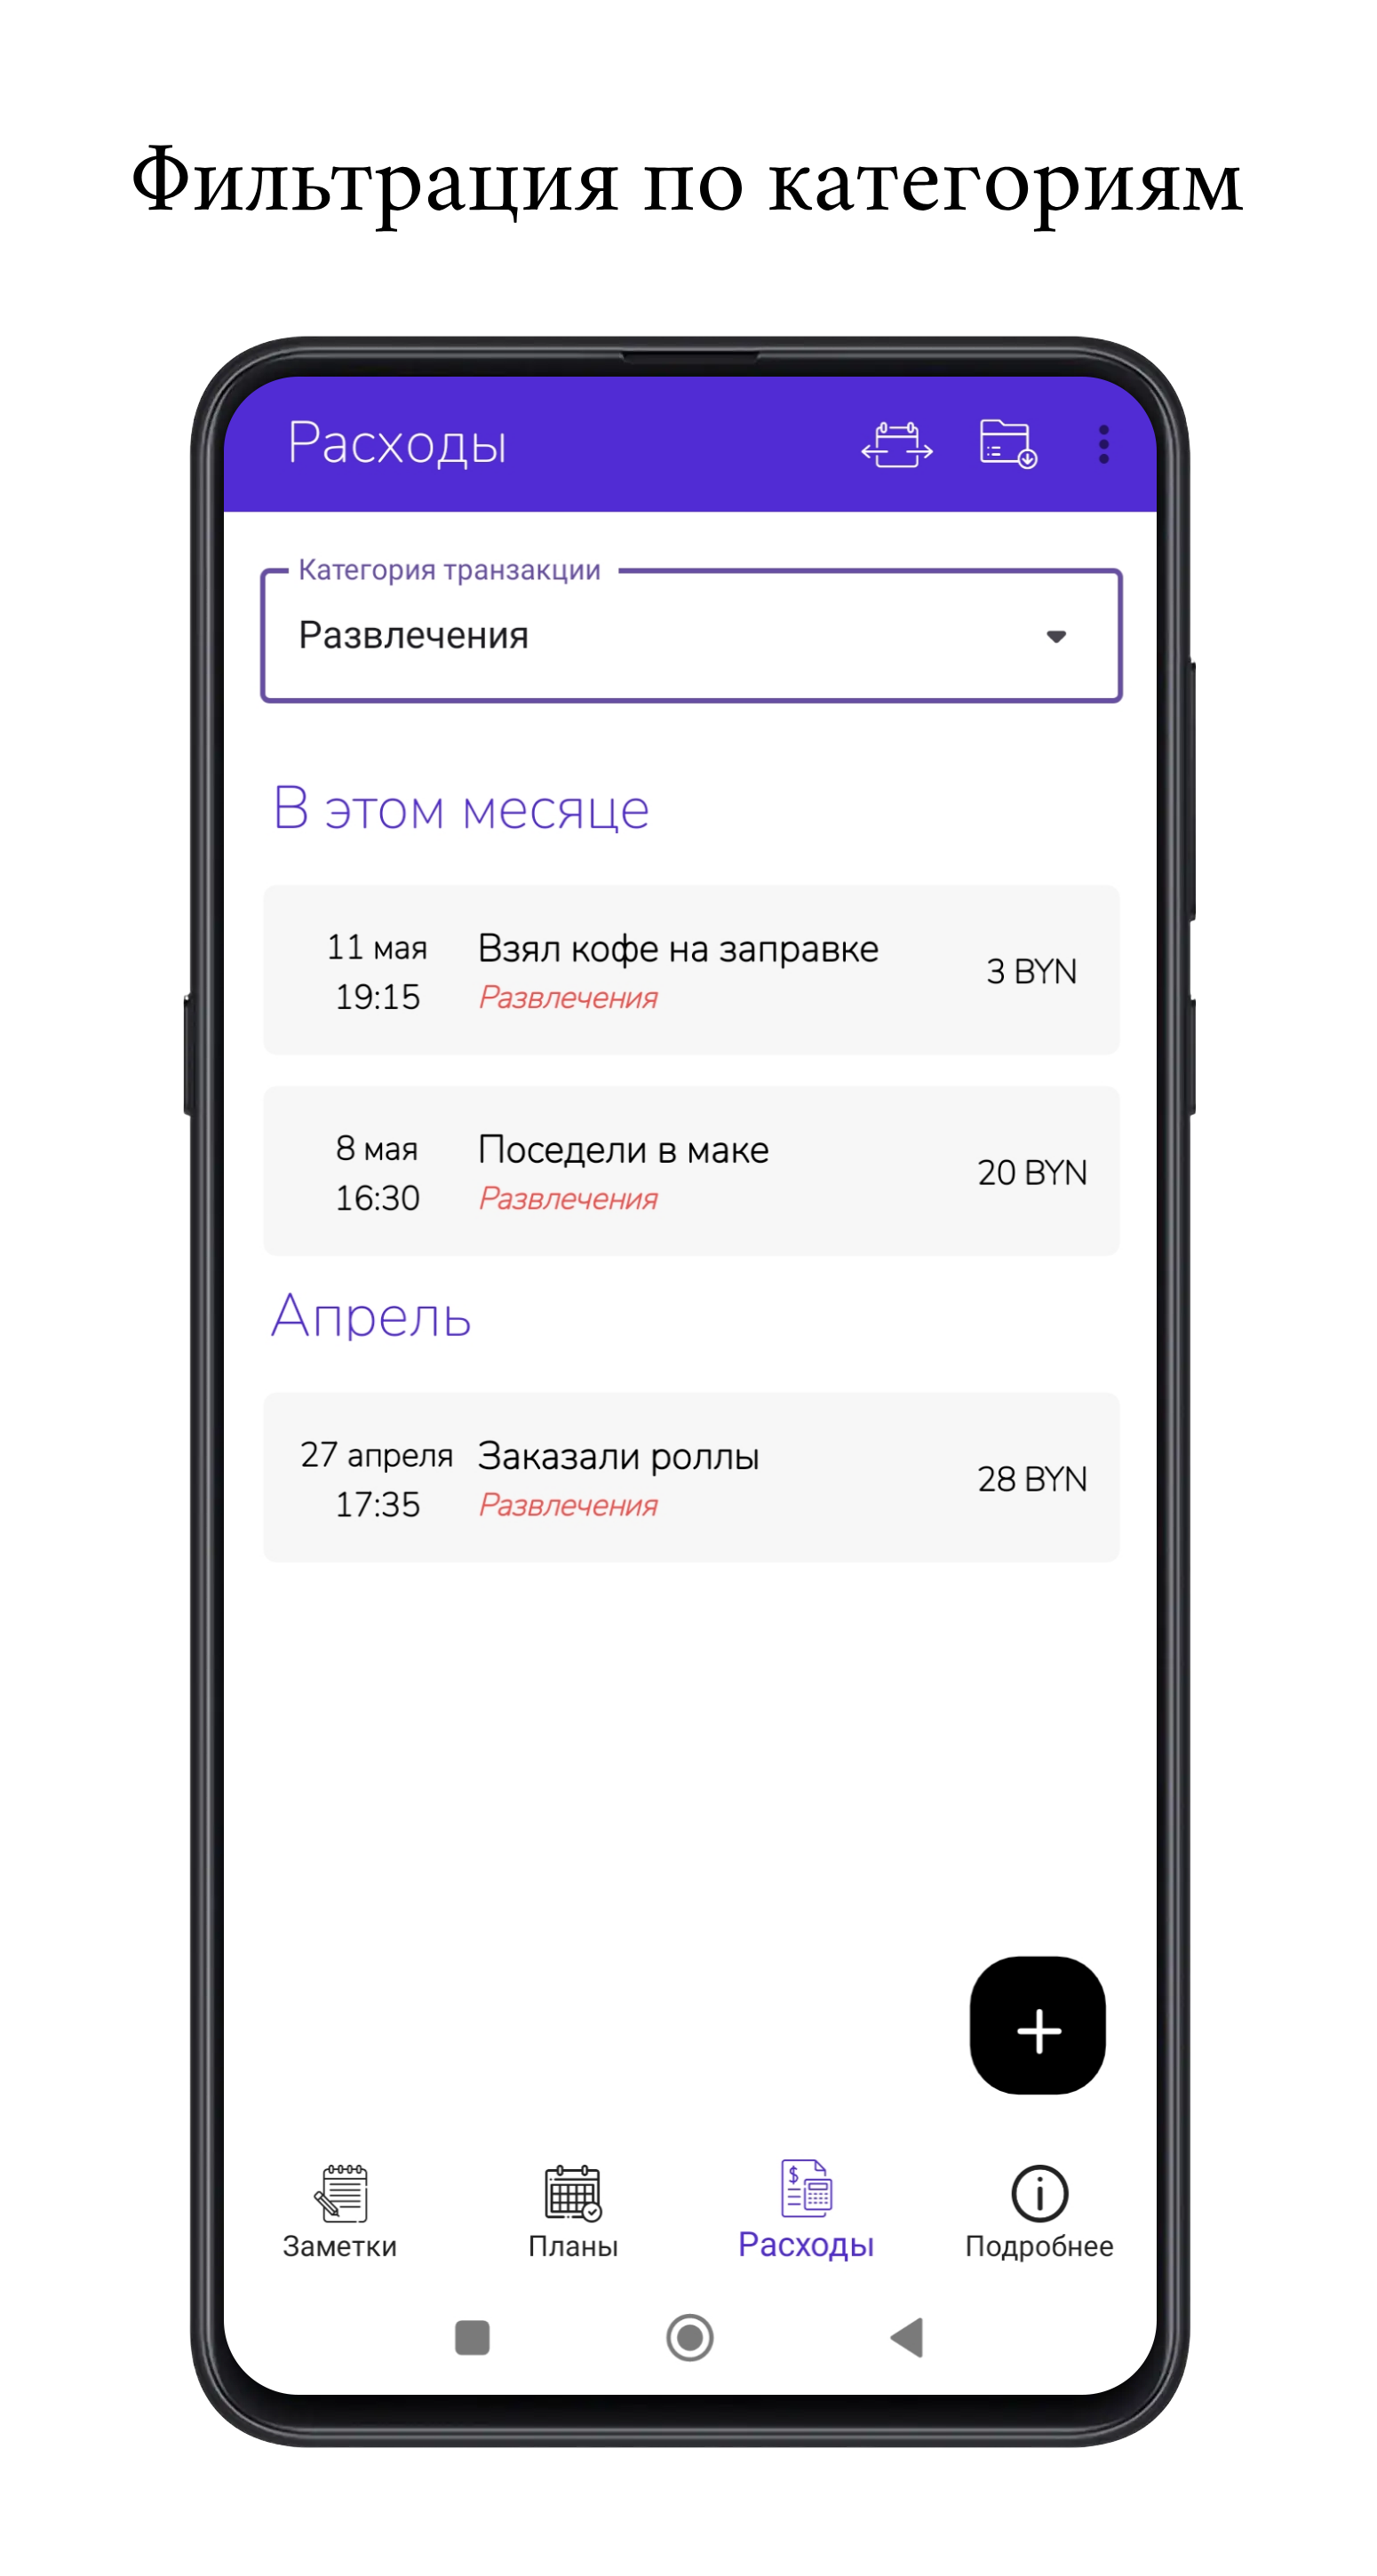 Фильтрация по категориям
Расходы
Категория транзакции
Развлечения
В этом месяце
11 мая
19:15
Взял кофе на заправке
Развлечения
3 BYN
8 мая
16:30
Поседели в маке
Развлечения
20 BYN
Апрель
27 апреля
17:35
Заказали роллы
Развлечения
28 BYN
Заметки
Планы
Расходы
Подробнее